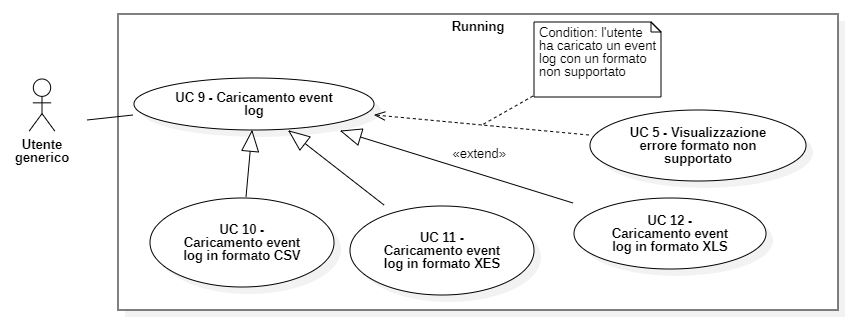 Running
Condition: l'utente
ha caricato un event
log con un formato
non supportato
UC 9 - Caricamento event
log
Utente
generico
UC 5 - Visualizzazione
errore formato non
supportato
«extend»
UC 10 -
Caricamento event
log in formato CSV
UC 11 -
Caricamento event
log in formato XES
UC 12 -
Caricamento event
log in formato XLS